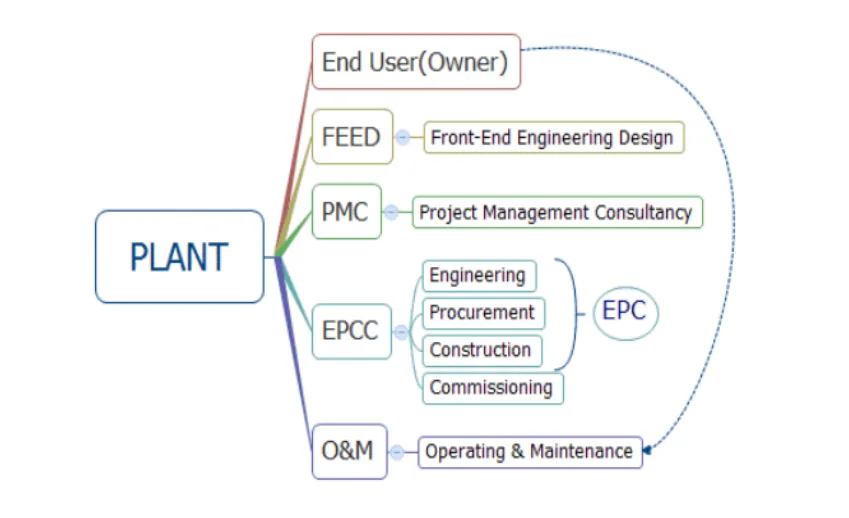 End User(Owner)
FEED
Front-End Engineering Design
PMC
Project Management Consultancy
PLANT
EPCC
Engineering
Procurement
Construction
Commissioning
EPC
O&M
Operating & Maintenance